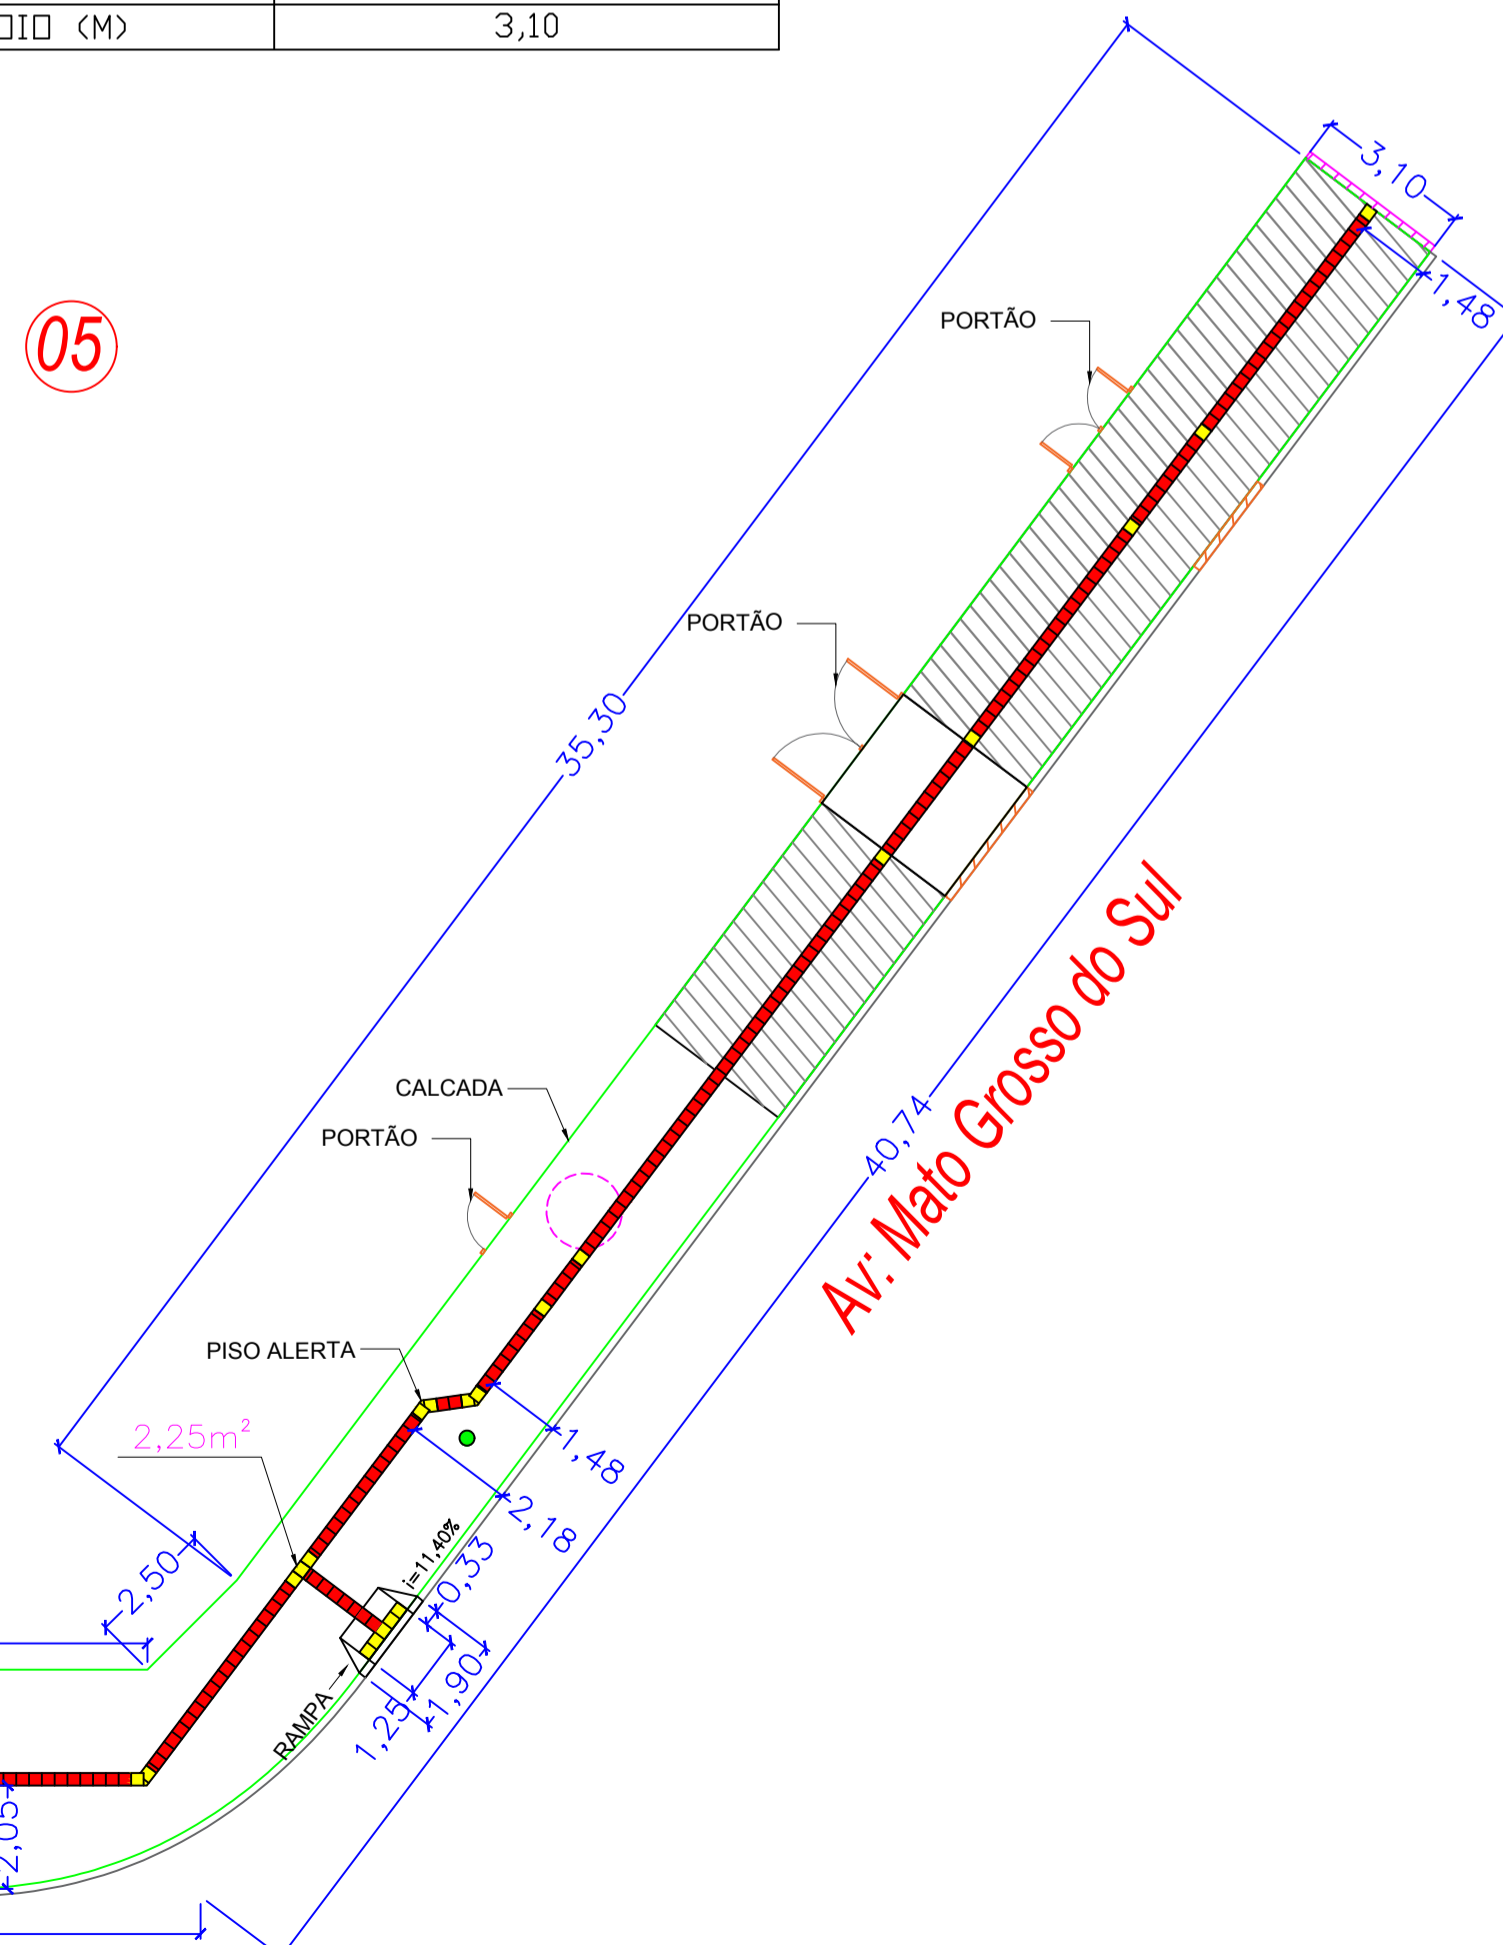 (M)
3,10
3,10
1,48
05
PORTÃO
PORTÃO
35,30
CALCADA
PORTÃO
40,74
Av: Mato Grosso do Sul
PISO ALERTA
2,25m²
1,48
2,18
i=11,40%
0,33
2,50
1,90
1,25
RAMPA
2,05